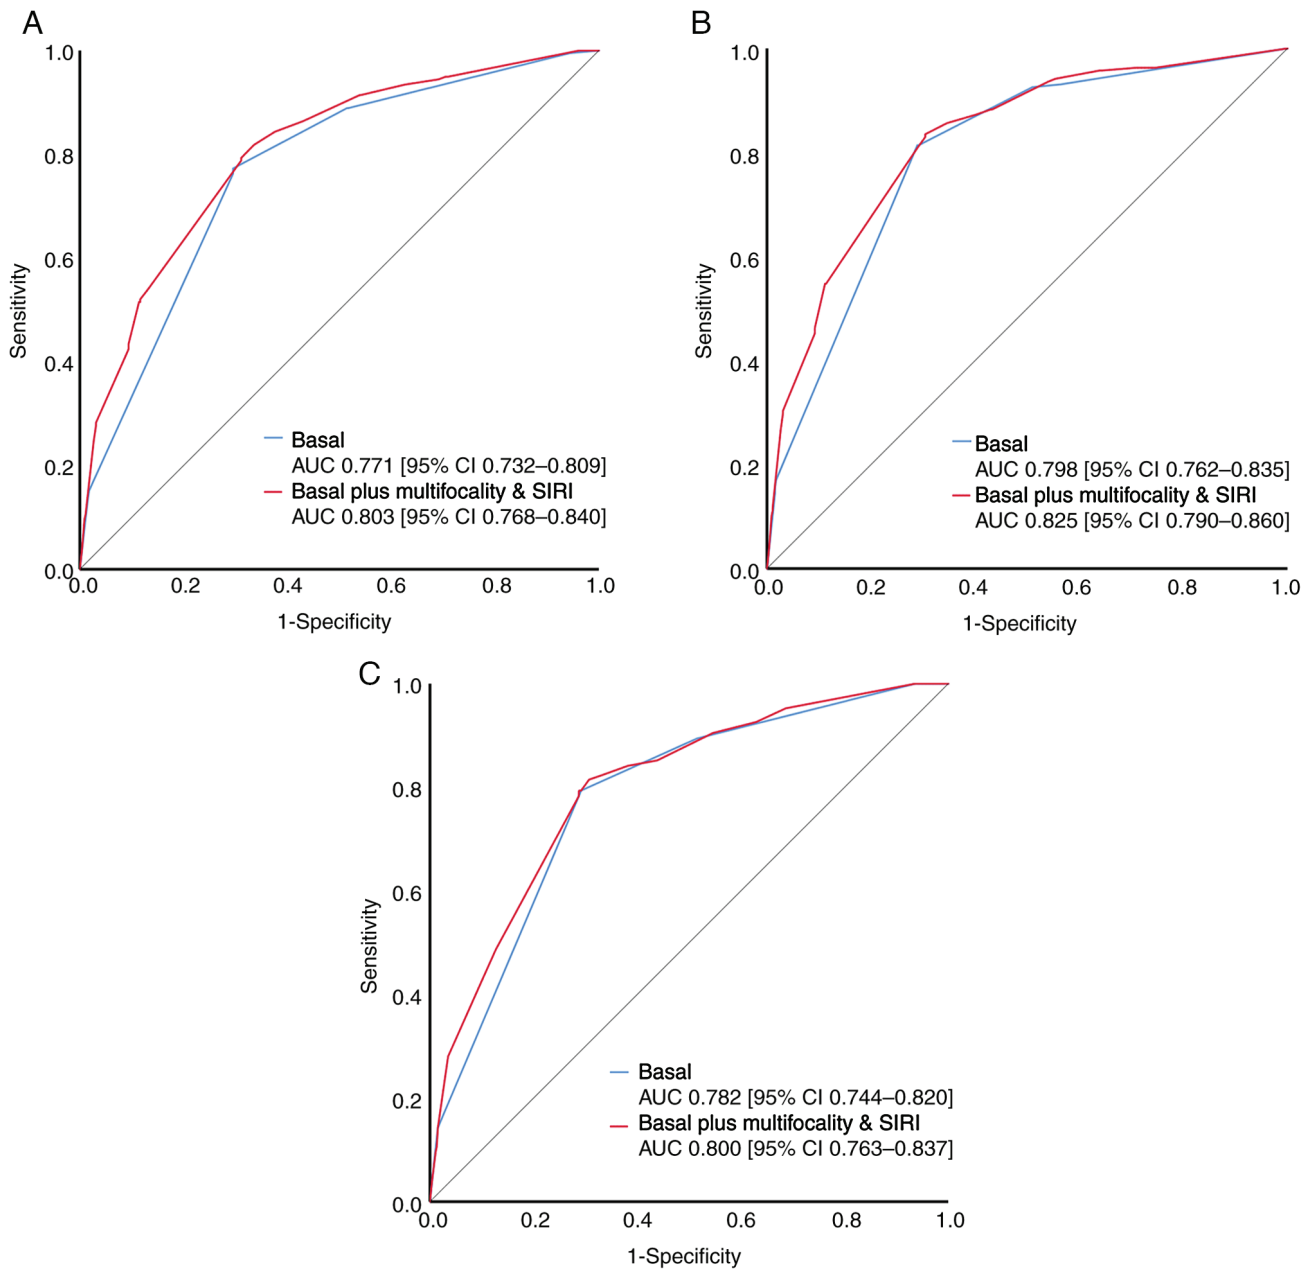 A
1.0
0.8
0.6
0.4
0.2
0.0
Sensitivity
Basal
AUC 0.771 [95% CI 0.732–0.809]
Basal plus multifocality & SIRI
AUC 0.803 [95% CI 0.768–0.840]
0.0 0.2 0.4 0.6 0.8 1.0
1-Specificity
B
1.0
0.8
0.6
0.4
0.2
0.0
Sensitivity
Basal
AUC 0.798 [95% CI 0.762–0.835]
Basal plus multifocality & SIRI
AUC 0.825 [95% CI 0.790–0.860]
0.0 0.2 0.4 0.6 0.8 1.0
1-Specificity
C
1.0
0.8
0.6
0.4
0.2
0.0
Sensitivity
Basal
AUC 0.782 [95% CI 0.744–0.820]
Basal plus multifocality & SIRI
AUC 0.800 [95% CI 0.763–0.837]
0.0 0.2 0.4 0.6 0.8 1.0
1-Specificity